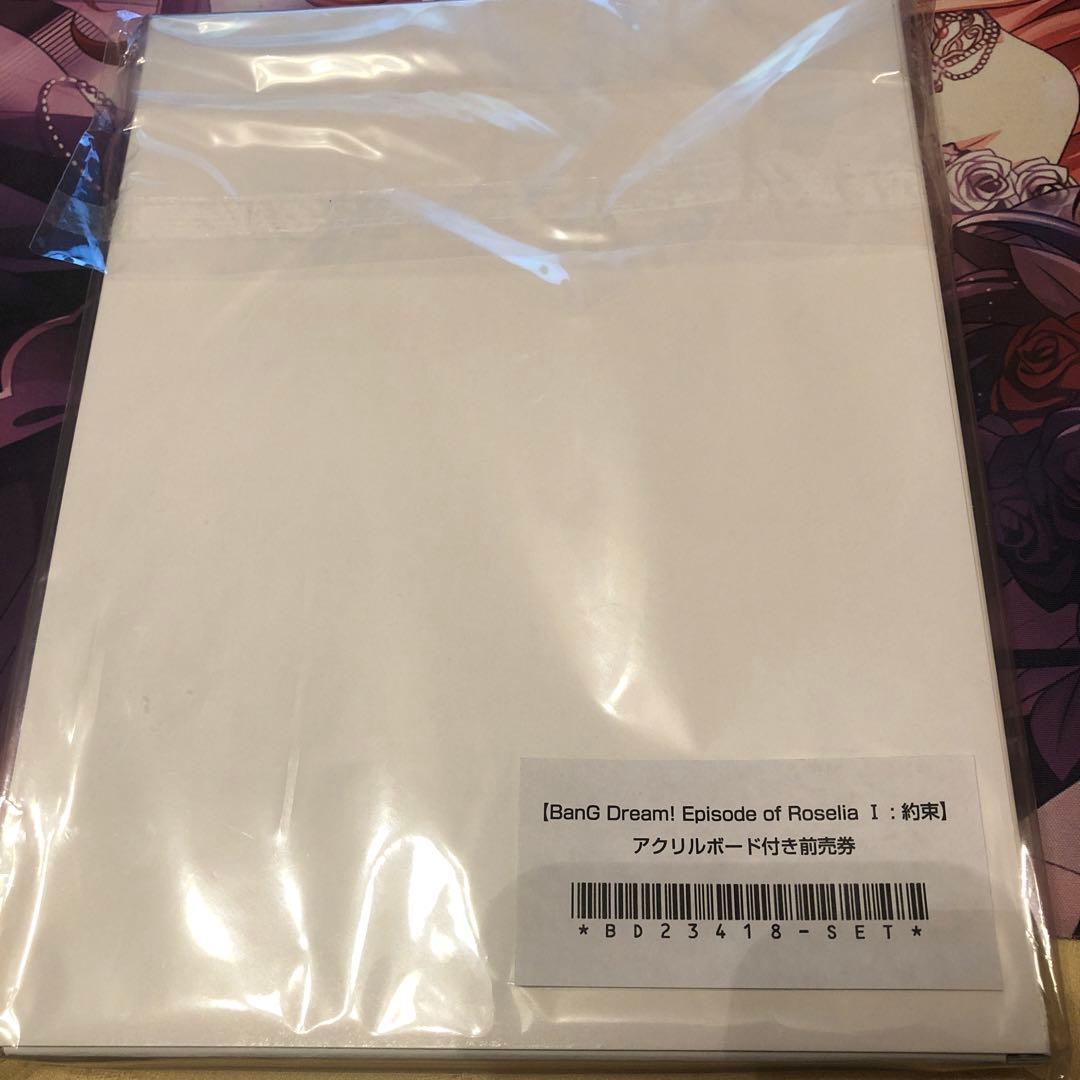 【BanG Dream! Episode of Roselia Ⅰ：約束】
アクリルボード付き前売券
*BD23418-SET*